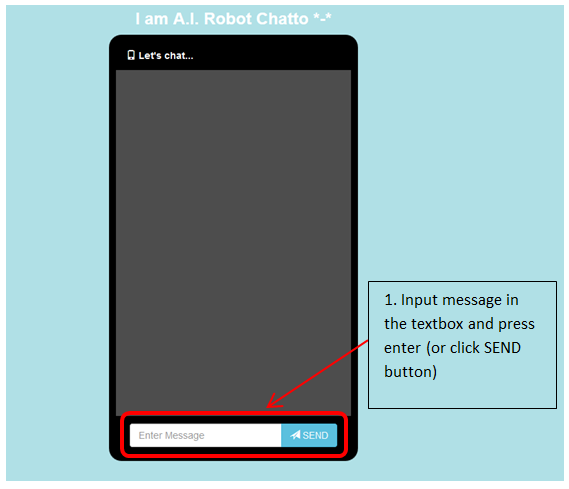 I am A.I. Robot Chatto *-*
Let's chat...
1. Input message in
the textbox and press
enter (or click SEND
button)
Enter Message
SEND